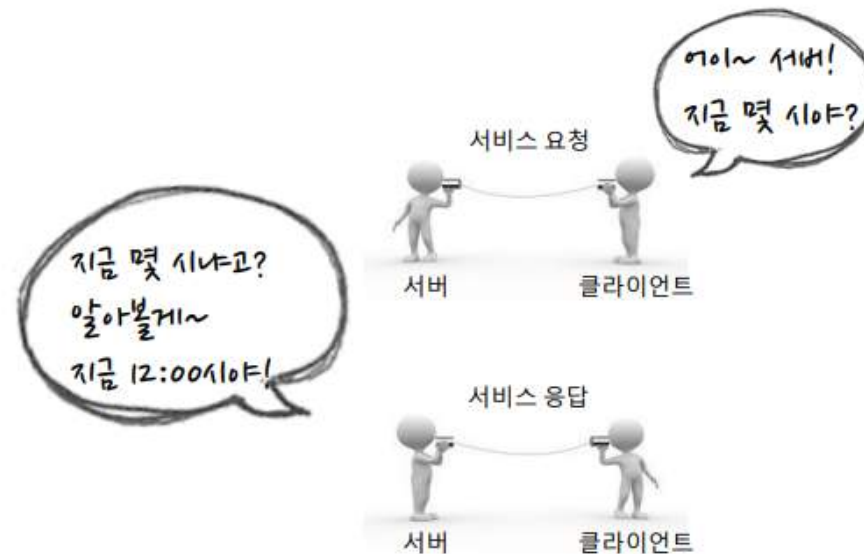 어이~ 서버!
지금 몇 시야?
서비스 요청
서버
클라이언트
지금 몇 시냐고?
알아볼게~
지금 12:00시야!
서비스 응답
서버
클라이언트